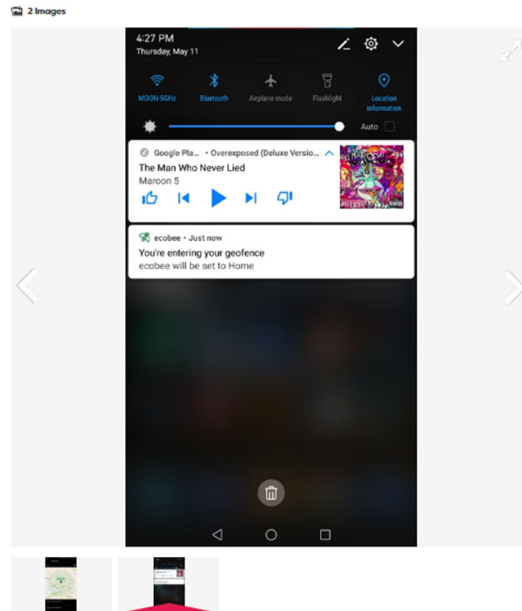 2 Images
4:27 PM
Thursday, May 11
MOON-5GHz Bluetooth Airplane mode Flashlight Location information
Auto
Google Pla... • Overexposed (Deluxe Versio...
The Man Who Never Lied
Maroon 5
ecobee • Just now
You're entering your geofence
ecobee will be set to Home